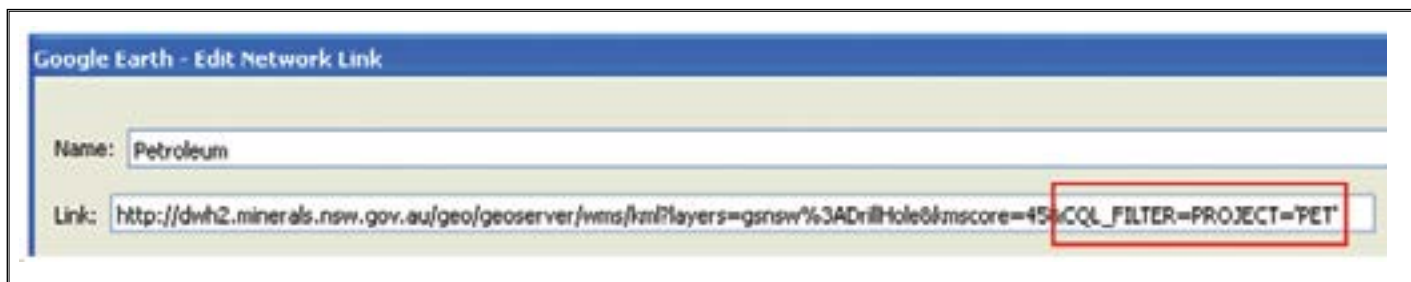 Google Earth - Edit Network Link
Name: Petroleum
Link: http://dwh2.minerals.nsw.gov.au/geo/geoserver/wms/kml?layers=gsnsw%3ADrillHole&kmscore=45&CQL_FILTER=PROJECT='PET'